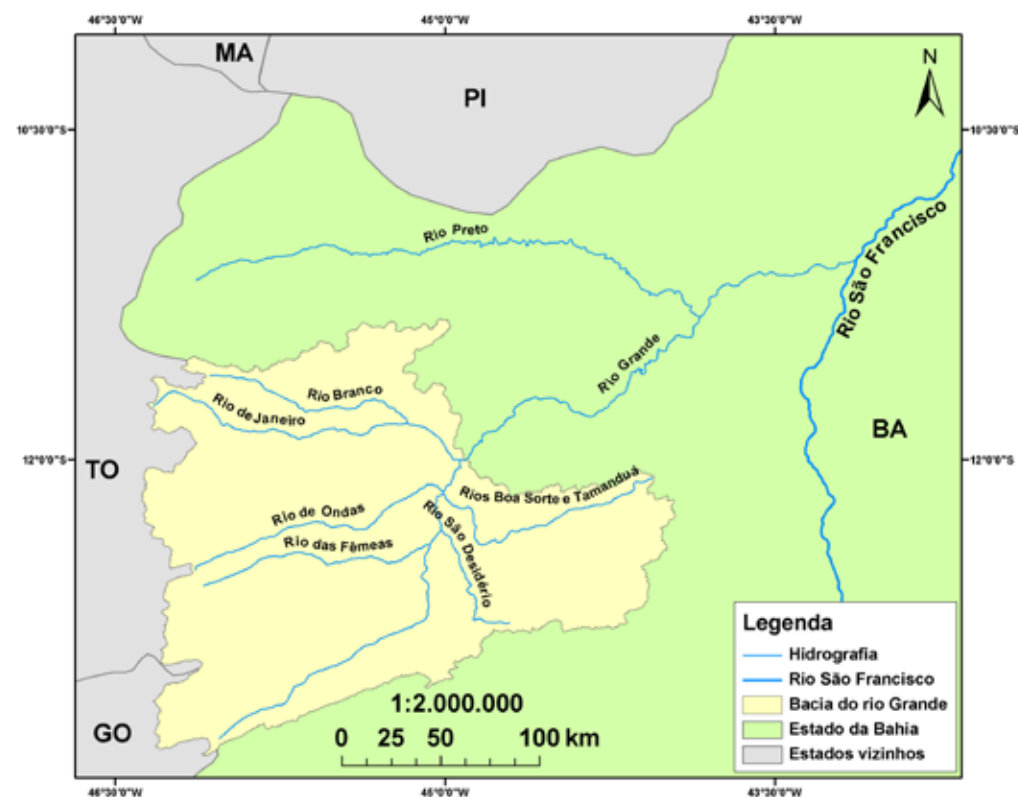 46°30'0"W 45°0'0"W 43°30'0"W
MA
N
PI
10°30'0"S 10°30'0"S
Rio Preto
Rio São Francisco
Rio Grande
Rio Branco
Rio de Janeiro
BA
12°0'0"S 12°0'0"S
TO
Rios Boa Sorte e Tamanduá
Rio de Ondas
Rio São Desidério
Rio das Fêmeas
Legenda
Hidrografia
Rio São Francisco
Bacia do rio Grande
Estado da Bahia
Estados vizinhos
1:2.000.000
0 25 50 100 km
GO
46°30'0"W 45°0'0"W 43°30'0"W